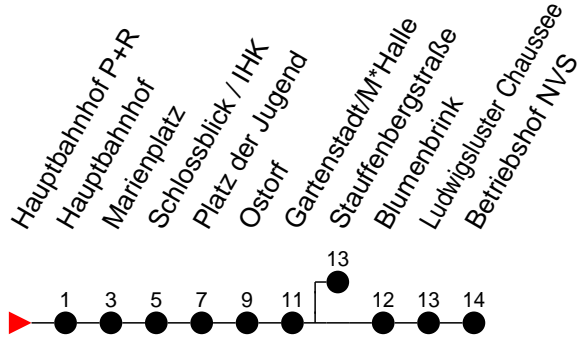 Hauptbahnhof P+R
Hauptbahnhof
Marienplatz
Schlossblick / IHK
Platz der Jugend
Ostorf
Gartenstadt/M*Halle
Stauffenbergstraße
Blumenbrink
Ludwigsluster Chaussee
Betriebshof NVS
13
1 3 5 7 9 11 12 13 14